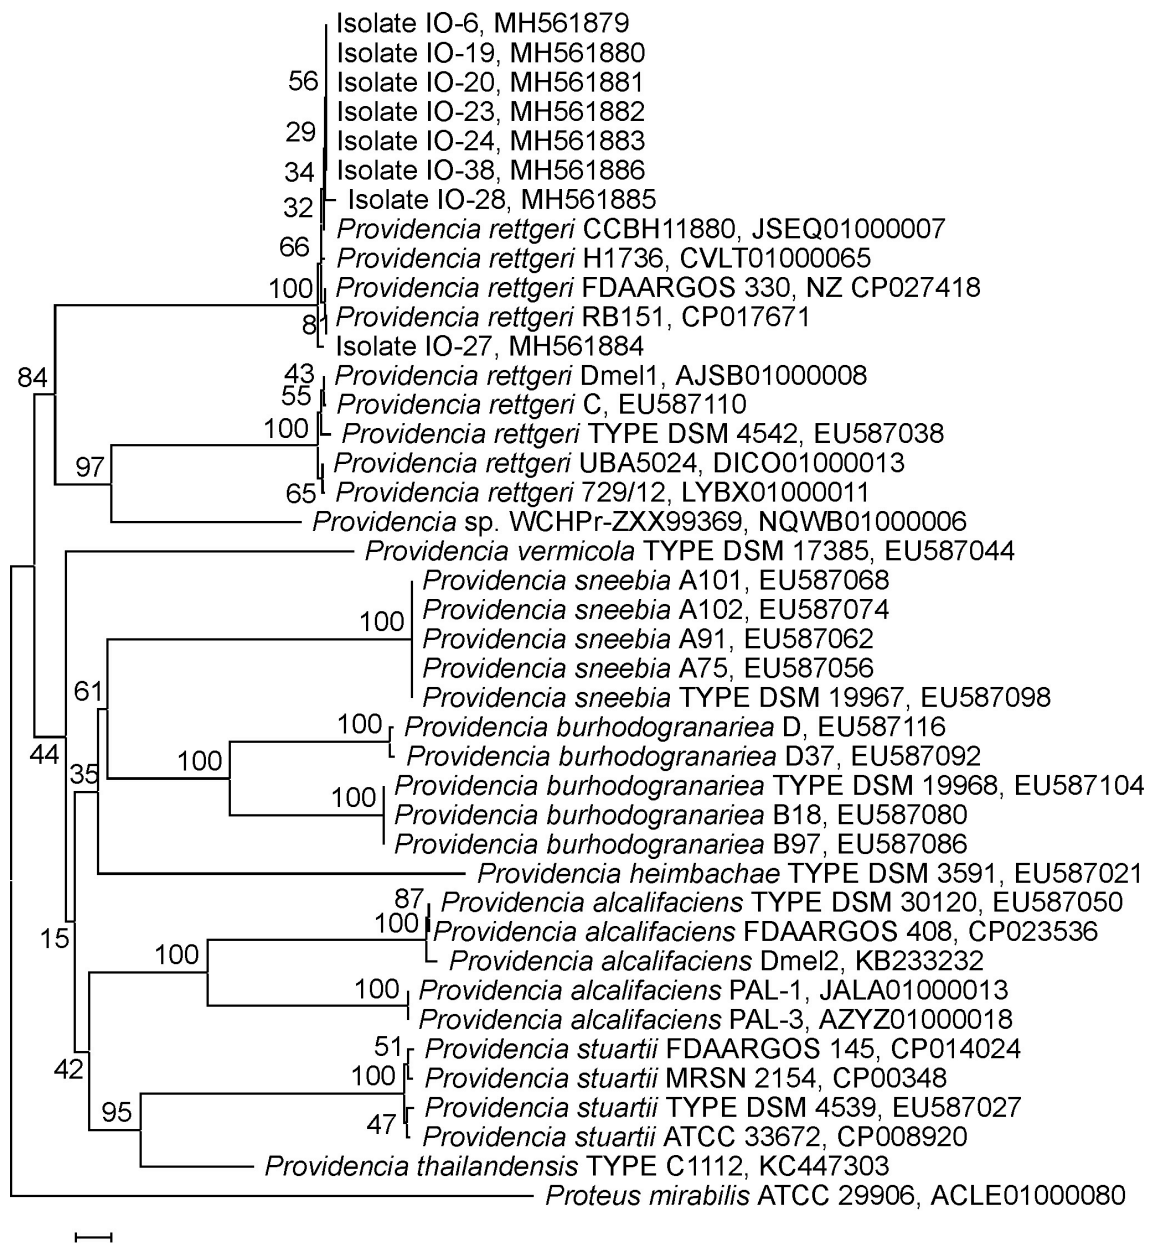 Isolate IO-6, MH561879
Isolate IO-19, MH561880
56 Isolate IO-20, MH561881
Isolate IO-23, MH561882
29 Isolate IO-24, MH561883
34 Isolate IO-38, MH561886
32 Isolate IO-28, MH561885
Providencia rettgeri CCBH11880, JSEQ01000007
66 Providencia rettgeri H1736, CVLT01000065
100 Providencia rettgeri FDAARGOS 330, NZ CP027418
8 Providencia rettgeri RB151, CP017671
Isolate IO-27, MH561884
84 43 Providencia rettgeri Dmel1, AJSB01000008
55 Providencia rettgeri C, EU587110
100 Providencia rettgeri TYPE DSM 4542, EU587038
97 Providencia rettgeri UBA5024, DICO01000013
65 Providencia rettgeri 729/12, LYBX01000011
Providencia sp. WCHPr-ZXX99369, NQWB01000006
Providencia vermicola TYPE DSM 17385, EU587044
Providencia sneebia A101, EU587068
Providencia sneebia A102, EU587074
100 Providencia sneebia A91, EU587062
Providencia sneebia A75, EU587056
61 Providencia sneebia TYPE DSM 19967, EU587098
100 Providencia burhodogranariea D, EU587116
44 100 Providencia burhodogranariea D37, EU587092
35 Providencia burhodogranariea TYPE DSM 19968, EU587104
100 Providencia burhodogranariea B18, EU587080
Providencia burhodogranariea B97, EU587086
Providencia heimbachae TYPE DSM 3591, EU587021
87 Providencia alcalifaciens TYPE DSM 30120, EU587050
15 100 Providencia alcalifaciens FDAARGOS 408, CP023536
100 Providencia alcalifaciens Dmel2, KB233232
100 Providencia alcalifaciens PAL-1, JALA01000013
Providencia alcalifaciens PAL-3, AZYZ01000018
51 Providencia stuartii FDAARGOS 145, CP014024
42 100 Providencia stuartii MRSN 2154, CP00348
95 Providencia stuartii TYPE DSM 4539, EU587027
47 Providencia stuartii ATCC 33672, CP008920
Providencia thailandensis TYPE C1112, KC447303
Proteus mirabilis ATCC 29906, ACLE01000080